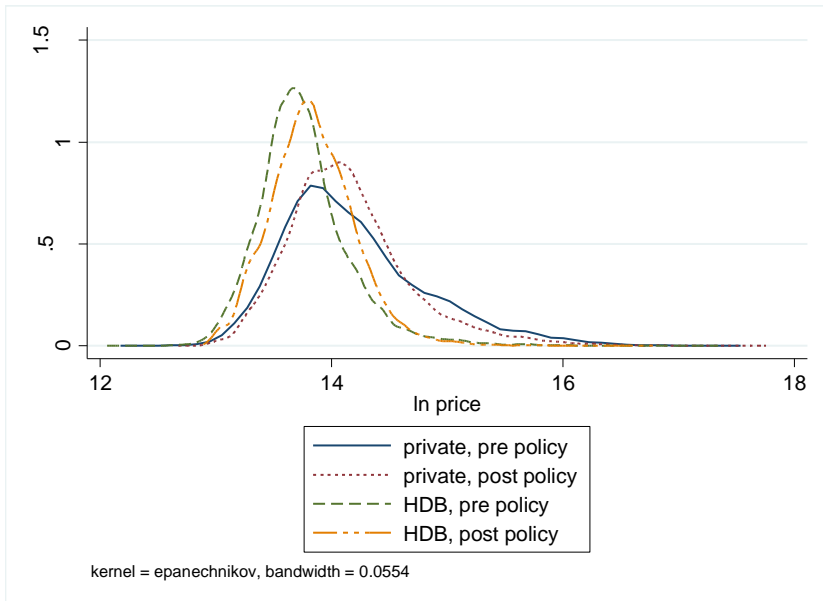 1.5
1
.5
0
12
14
16
18
ln price
private, pre policy
private, post policy
HDB, pre policy
HDB, post policy
kernel = epanechnikov, bandwidth = 0.0554